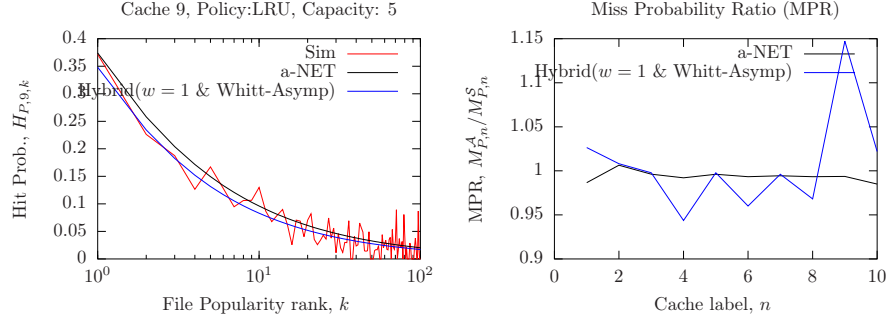 Cache 9, Policy:LRU, Capacity: 5
Hit Prob., H_{P,9,k}
0.4
0.35
0.3
0.25
0.2
0.15
0.1
0.05
0
Sim
a-NET
Hybrid(w = 1 & Whitt-Asymp)
10^0
10^1
10^2
File Popularity rank, k
Miss Probability Ratio (MPR)
MPR, M^A_{P,n}/M^S_{P,n}
1.15
1.1
1.05
1
0.95
0.9
a-NET
Hybrid(w = 1 & Whitt-Asymp)
0
2
4
6
8
10
Cache label, n